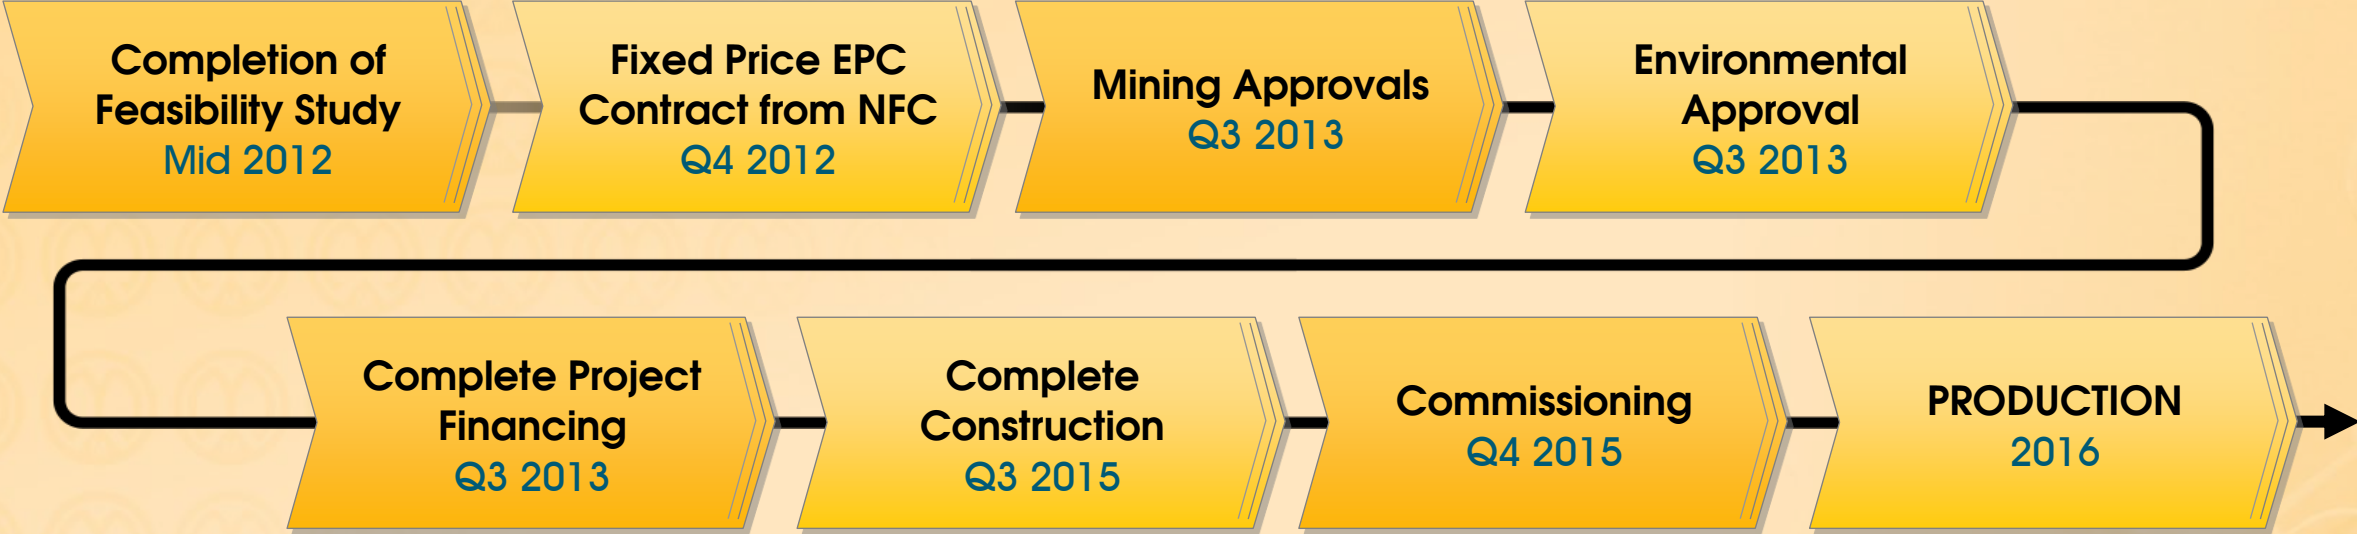 Completion of
Feasibility Study
Mid 2012
Fixed Price EPC
Contract from NFC
Q4 2012
Mining Approvals
Q3 2013
Environmental
Approval
Q3 2013
Complete Project
Financing
Q3 2013
Complete
Construction
Q3 2015
Commissioning
Q4 2015
PRODUCTION
2016